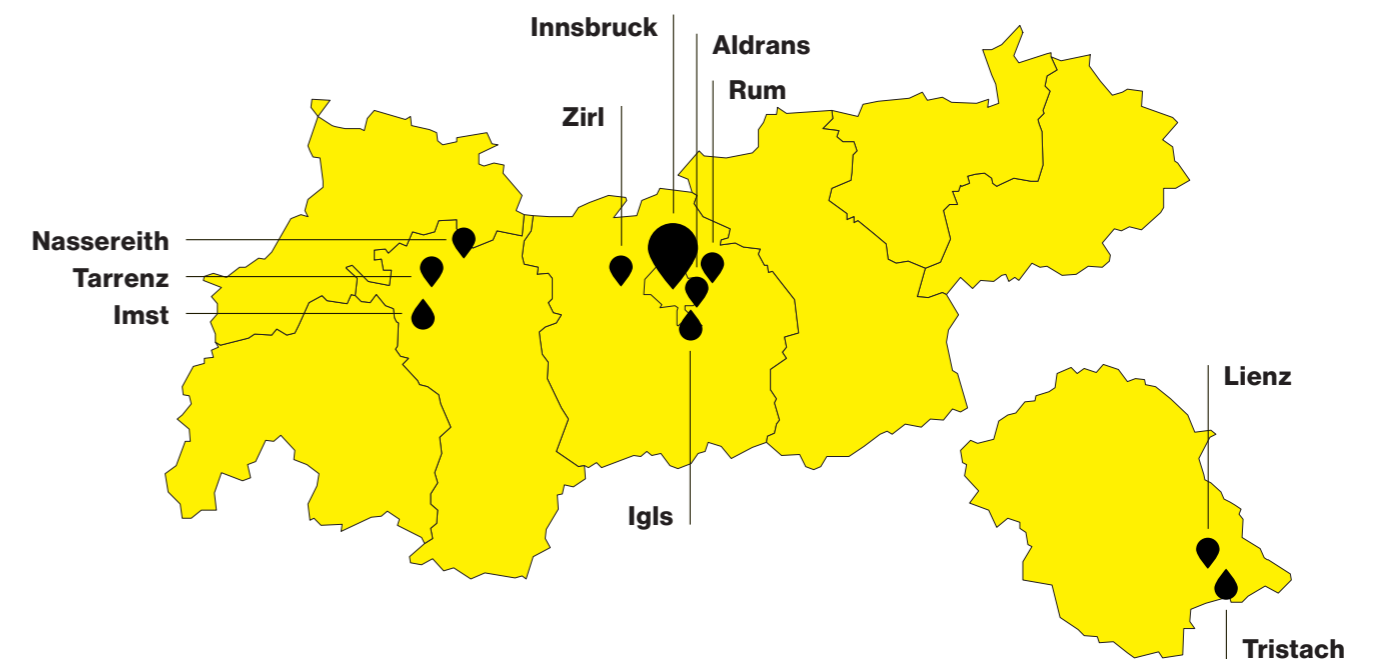 Innsbruck
Aldrans
Rum
Zirl
Nassereith
Tarrenz
Imst
Lienz
Igls
Tristach